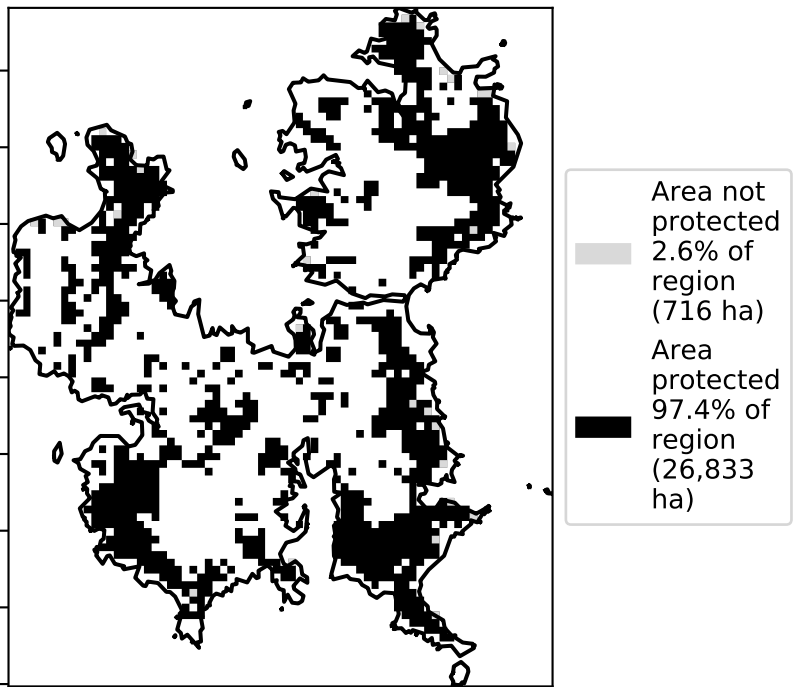 Area not
protected
2.6% of
region
(716 ha)
Area
protected
97.4% of
region
(26,833
ha)